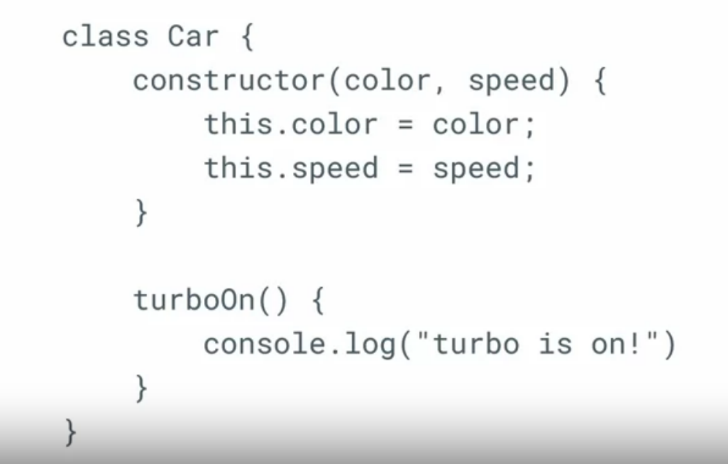 class Car {
    constructor(color, speed) {
        this.color = color;
        this.speed = speed;
    }

    turboOn() {
        console.log("turbo is on!")
    }
}